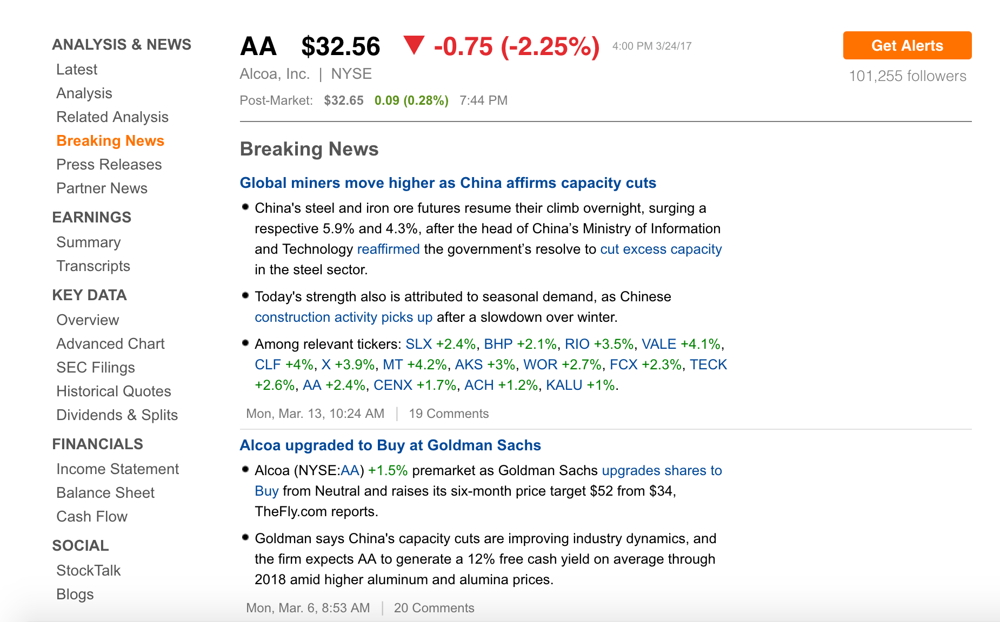 ANALYSIS & NEWS
Latest
Analysis
Related Analysis
Breaking News
Press Releases
Partner News
EARNINGS
Summary
Transcripts
KEY DATA
Overview
Advanced Chart
SEC Filings
Historical Quotes
Dividends & Splits
FINANCIALS
Income Statement
Balance Sheet
Cash Flow
SOCIAL
StockTalk
Blogs
AA $32.56 ▼ -0.75 (-2.25%) 4:00 PM 3/24/17
Alcoa, Inc. | NYSE
Post-Market: $32.65 0.09 (0.28%) 7:44 PM
Get Alerts
101,255 followers
Breaking News
Global miners move higher as China affirms capacity cuts
• China's steel and iron ore futures resume their climb overnight, surging a
respective 5.9% and 4.3%, after the head of China’s Ministry of Information
and Technology reaffirmed the government’s resolve to cut excess capacity
in the steel sector.
• Today's strength also is attributed to seasonal demand, as Chinese
construction activity picks up after a slowdown over winter.
• Among relevant tickers: SLX +2.4%, BHP +2.1%, RIO +3.5%, VALE +4.1%,
CLF +4%, X +3.9%, MT +4.2%, AKS +3%, WOR +2.7%, FCX +2.3%, TECK
+2.6%, AA +2.4%, CENX +1.7%, ACH +1.2%, KALU +1%.
Mon, Mar. 13, 10:24 AM | 19 Comments
Alcoa upgraded to Buy at Goldman Sachs
• Alcoa (NYSE:AA) +1.5% premarket as Goldman Sachs upgrades shares to
Buy from Neutral and raises its six-month price target $52 from $34,
TheFly.com reports.
• Goldman says China's capacity cuts are improving industry dynamics, and
the firm expects AA to generate a 12% free cash yield on average through
2018 amid higher aluminum and alumina prices.
Mon, Mar. 6, 8:53 AM | 20 Comments